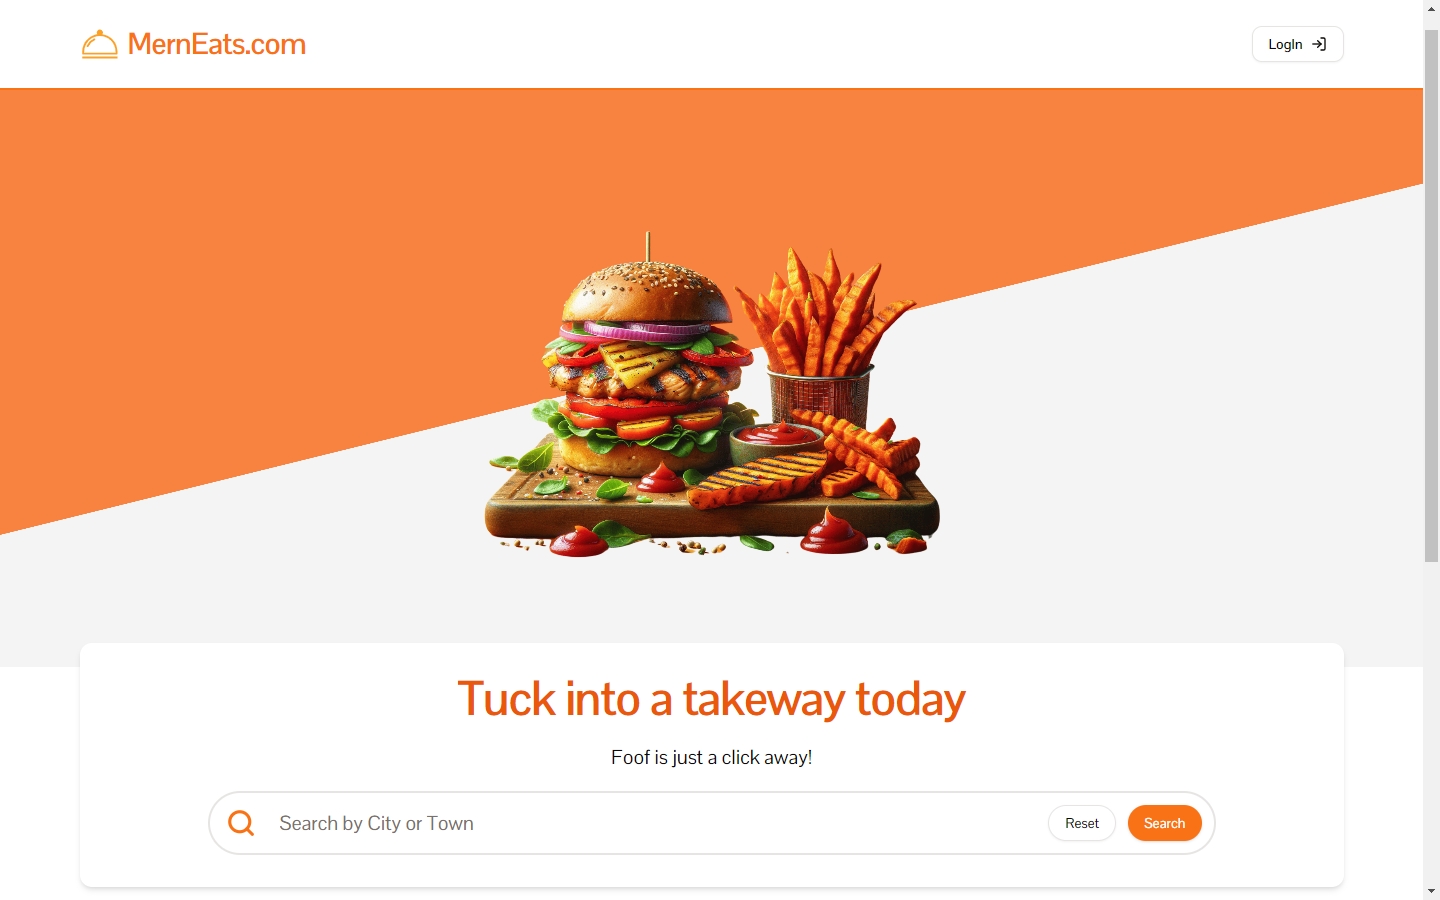 MernEats.com
LogIn
Tuck into a takeway today
Foof is just a click away!
Search by City or Town
Reset
Search